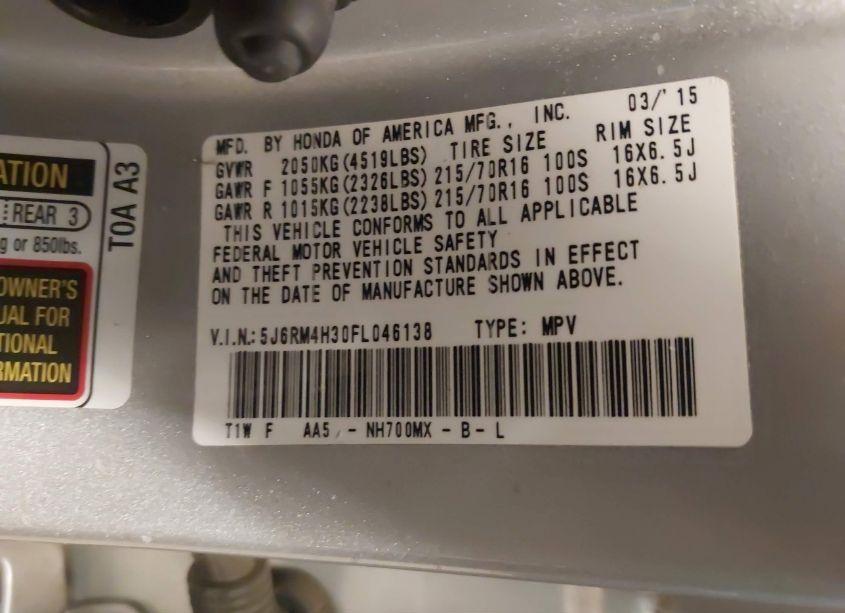 ATION
REAR 3
g or 850lbs.
OWNER'S
UAL FOR
TIONAL
RMATION
T0A A3
03/'15
MFD. BY HONDA OF AMERICA MFG., INC.
GVWR 2050KG(4519LBS) TIRE SIZE RIM SIZE
GAWR F 1055KG(2326LBS) 215/70R16 100S 16X6.5J
GAWR R 1015KG(2238LBS) 215/70R16 100S 16X6.5J
THIS VEHICLE CONFORMS TO ALL APPLICABLE
FEDERAL MOTOR VEHICLE SAFETY
AND THEFT PREVENTION STANDARDS IN EFFECT
ON THE DATE OF MANUFACTURE SHOWN ABOVE.
V.I.N.: 5J6RM4H30FL046138 TYPE: MPV
T1W F AA5 - NH700MX - B - L